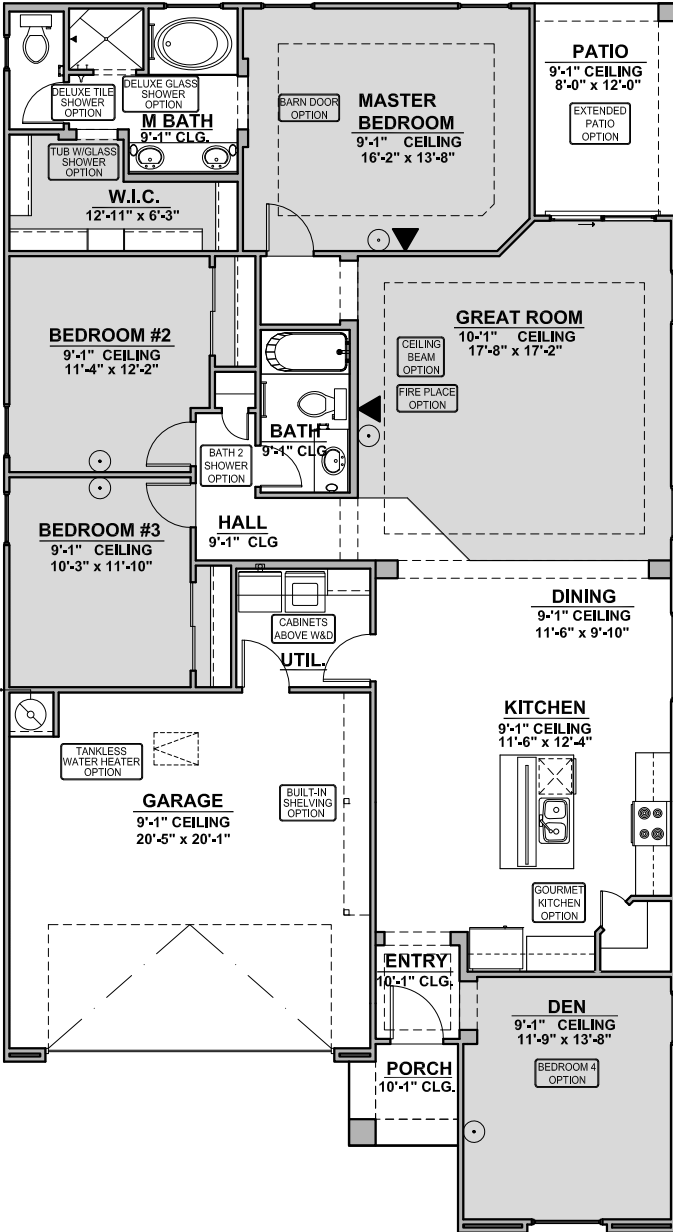 PATIO
9'-1" CEILING
8'-0" x 12'-0"
EXTENDED
PATIO
OPTION
DELUXE TILE
SHOWER
OPTION
DELUXE GLASS
SHOWER
OPTION
M BATH
9'-1" CLG.
BARN DOOR
OPTION
MASTER
BEDROOM
9'-1" CEILING
16'-2" x 13'-8"
TUB W/GLASS
SHOWER
OPTION
W.I.C.
12'-11" x 6'-3"
BEDROOM #2
9'-1" CEILING
11'-4" x 12'-2"
GREAT ROOM
10-'1" CEILING
17'-8" x 17'-2"
CEILING
BEAM
OPTION
FIRE PLACE
OPTION
BATH
9'-1" CLG
BATH 2
SHOWER
OPTION
BEDROOM #3
9'-1" CEILING
10'-3" x 11'-10"
HALL
9'-1" CLG
CABINETS
ABOVE W&D
UTIL.
DINING
9-'1" CEILING
11'-6" x 9'-10"
KITCHEN
9'-1" CEILING
11'-6" x 12'-4"
TANKLESS
WATER HEATER
OPTION
BUILT-IN
SHELVING
OPTION
GARAGE
9'-1" CEILING
20'-5" x 20'-1"
GOURMET
KITCHEN
OPTION
ENTRY
10'-1" CLG.
DEN
9'-1" CEILING
11'-9" x 13'-8"
BEDROOM 4
OPTION
PORCH
10'-1" CLG.